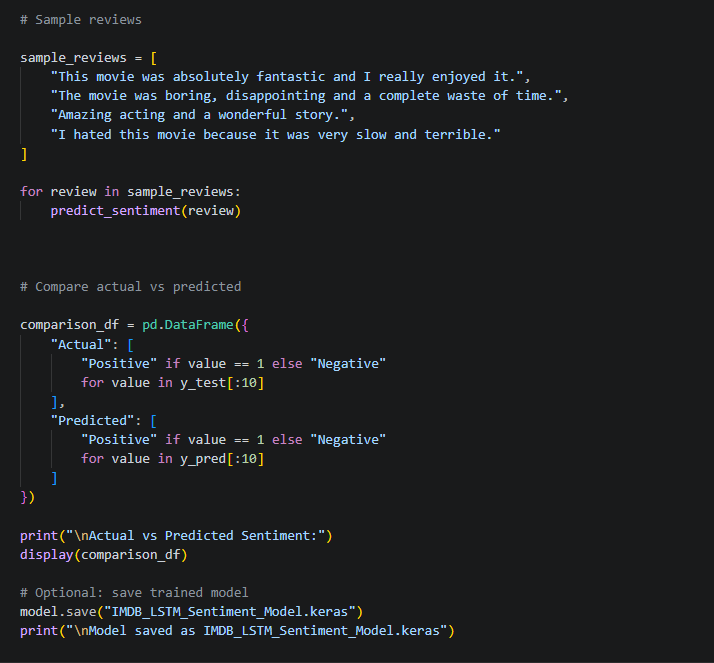 # Sample reviews
sample_reviews = [
    "This movie was absolutely fantastic and I really enjoyed it.",
    "The movie was boring, disappointing and a complete waste of time.",
    "Amazing acting and a wonderful story.",
    "I hated this movie because it was very slow and terrible."
]
for review in sample_reviews:
    predict_sentiment(review)
# Compare actual vs predicted
comparison_df = pd.DataFrame({
    "Actual": [
        "Positive" if value == 1 else "Negative"
        for value in y_test[:10]
    ],
    "Predicted": [
        "Positive" if value == 1 else "Negative"
        for value in y_pred[:10]
    ]
})
print("\nActual vs Predicted Sentiment:")
display(comparison_df)
# Optional: save trained model
model.save("IMDB_LSTM_Sentiment_Model.keras")
print("\nModel saved as IMDB_LSTM_Sentiment_Model.keras")